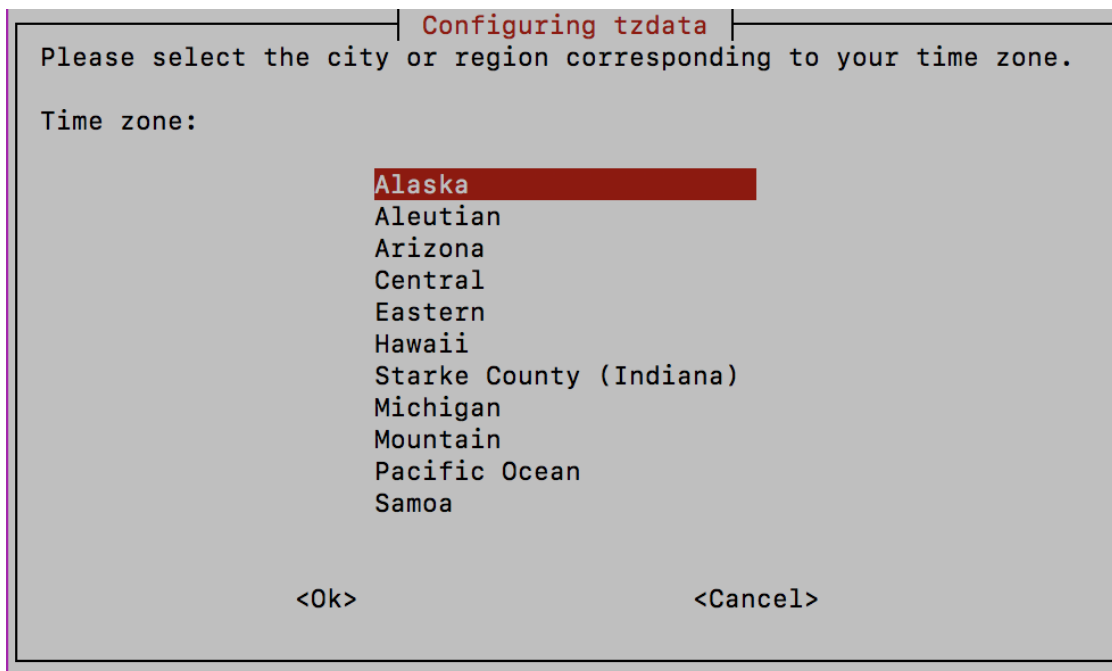 Configuring tzdata
Please select the city or region corresponding to your time zone.
Time zone:
Alaska
Aleutian
Arizona
Central
Eastern
Hawaii
Starke County (Indiana)
Michigan
Mountain
Pacific Ocean
Samoa
<Ok> <Cancel>